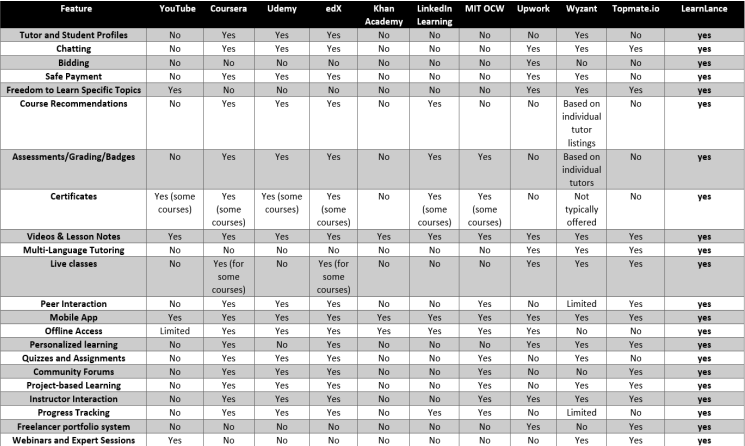 Feature YouTube Coursera Udemy edX Khan LinkedIn MIT OCW Upwork Wyzant Topmate.io LearnLance
Academy Learning
Tutor and Student Profiles No Yes Yes Yes No No No No Yes No yes
Chatting No Yes Yes Yes No No No Yes Yes Yes yes
Bidding No No No No No No No Yes No No yes
Safe Payment No Yes Yes Yes No No No Yes Yes No yes
Freedom to Learn Specific Topics Yes No No No No No No Yes Yes Yes yes
Course Recommendations No Yes Yes Yes No Yes No No Based on No yes
individual
tutor
listings
Assessments/Grading/Badges No Yes Yes Yes No Yes Yes No Based on No yes
individual
tutors
Certificates Yes (some Yes Yes (some Yes No Yes Yes No Not No yes
courses) (some courses) (some (some (some typically
courses) courses) courses) courses) offered
Videos & Lesson Notes Yes Yes Yes Yes Yes Yes Yes Yes Yes Yes yes
Multi-Language Tutoring No No No No No No No Yes Yes Yes yes
Live classes No Yes (for No Yes (for No No No Yes Yes Yes yes
some some
courses) courses)
Peer Interaction No Yes Yes Yes No No Yes No Limited Yes yes
Mobile App Yes Yes Yes Yes Yes Yes Yes Yes Yes Yes yes
Offline Access Limited Yes Yes Yes Yes Yes Yes Yes No No yes
Personalized learning No Yes No Yes No No No Yes Yes Yes yes
Quizzes and Assignments No Yes Yes Yes No No Yes No Yes No yes
Community Forums No Yes Yes Yes No No Yes No No Yes yes
Project-based Learning No Yes Yes Yes No No Yes No Yes Yes yes
Instructor Interaction No Yes Yes Yes No No Yes Yes Yes Yes yes
Progress Tracking No Yes Yes Yes No Yes Yes No Limited No yes
Freelancer portfolio system No No No No No No No Yes No Yes yes
Webinars and Expert Sessions Yes No No No No No No No Yes Yes yes